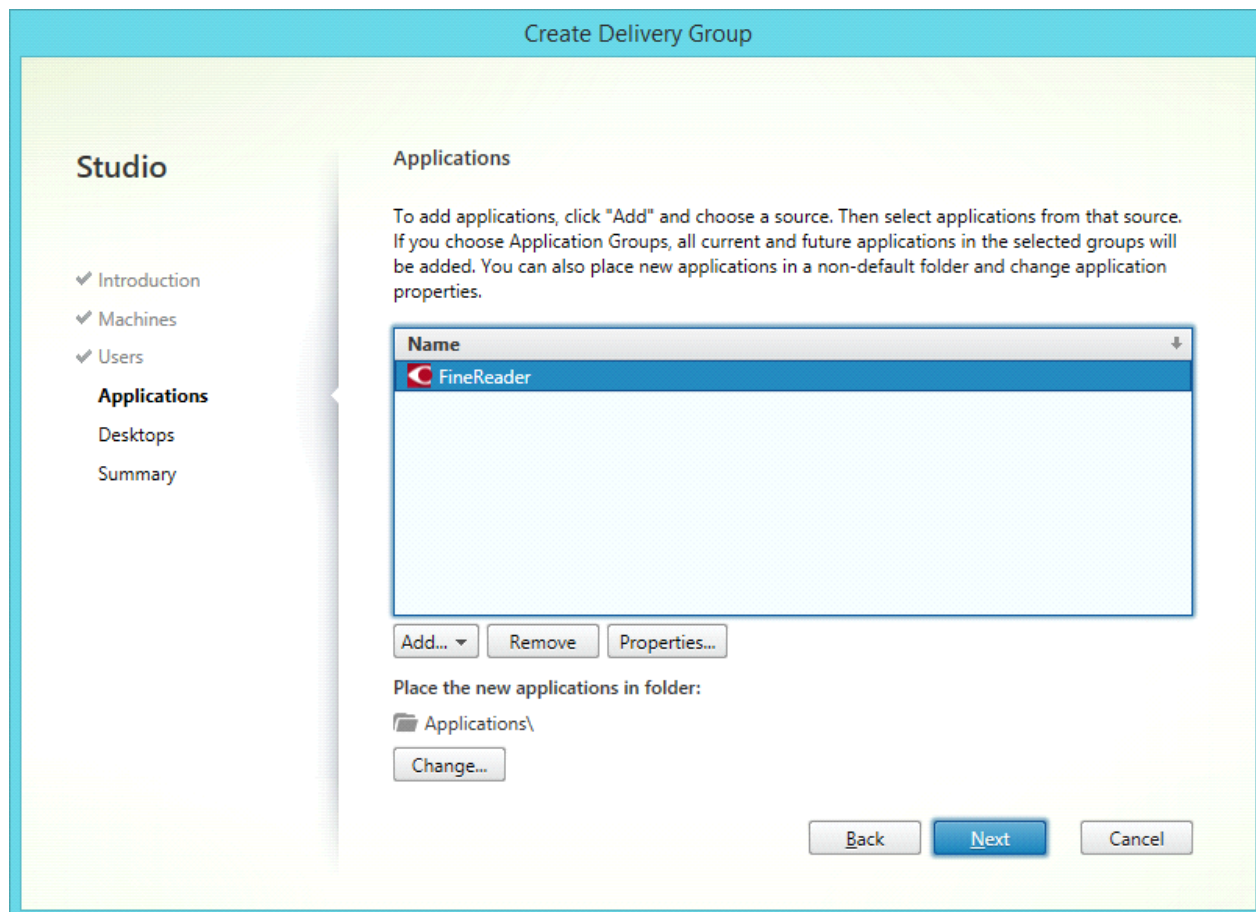 Create Delivery Group
Studio
Introduction
Machines
Users
Applications
Desktops
Summary
Applications
To add applications, click "Add" and choose a source. Then select applications from that source.
If you choose Application Groups, all current and future applications in the selected groups will
be added. You can also place new applications in a non-default folder and change application
properties.
Name
FineReader
Add...
Remove
Properties...
Place the new applications in folder:
Applications\
Change...
Back
Next
Cancel